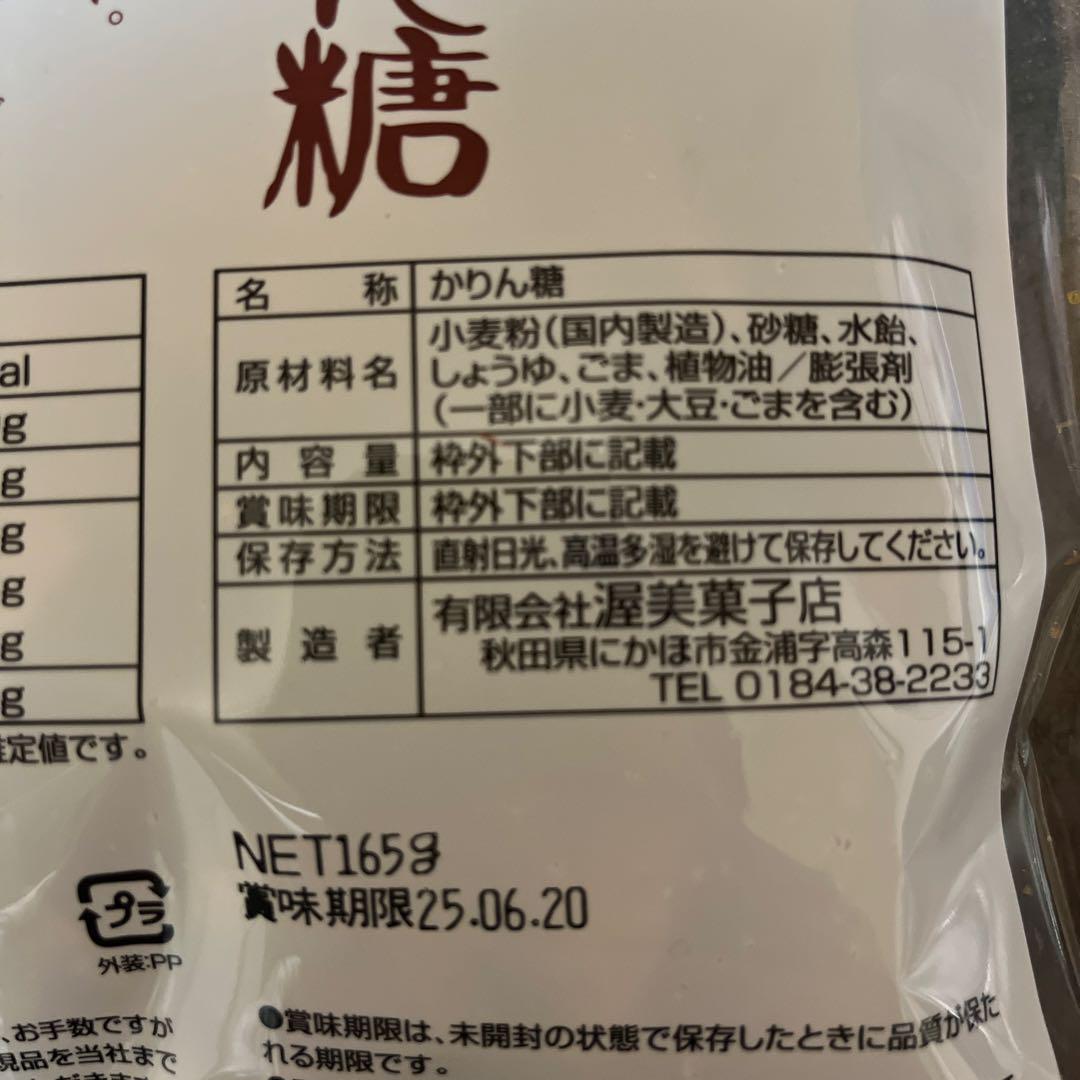 糖
名称 かりん糖
原材料名 小麦粉(国内製造)、砂糖、水飴、
しょうゆ、ごま、植物油/膨張剤
(一部に小麦・大豆・ごまを含む)
内容量 枠外下部に記載
賞味期限 枠外下部に記載
保存方法 直射日光、高温多湿を避けて保存してください。
製造者 有限会社渥美菓子店
秋田県にかほ市金浦字高森115-1
TEL 0184-38-2233
al
g
g
g
g
g
g
定値です。
NET165g
賞味期限25.06.20
プラ
外装:PP
、お手数ですが
現品を当社まで
●賞味期限は、未開封の状態で保存したときに品質が保た
れる期限です。